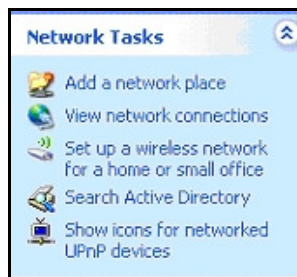 Network Tasks
Add a network place
View network connections
Set up a wireless network
for a home or small office
Search Active Directory
Show icons for networked
UPnP devices